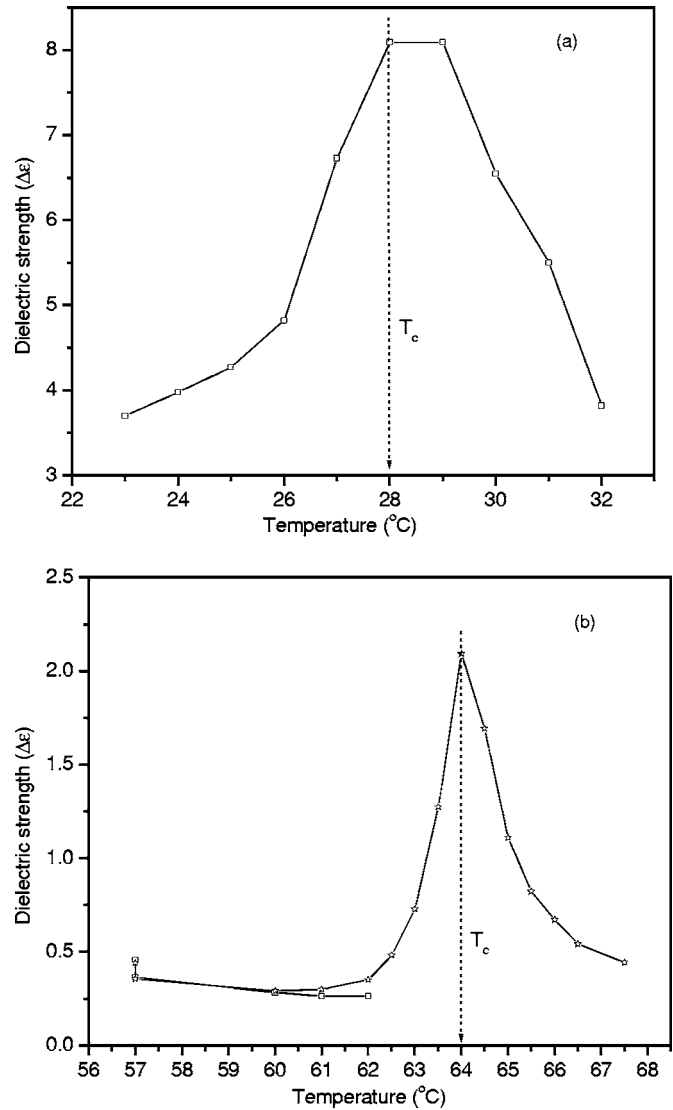 (a)
8
7
6
5
4
3
Dielectric strength (Δε)
T_c
22 24 26 28 30 32
Temperature (°C)
(b)
2.5
2.0
1.5
1.0
0.5
0.0
Dielectric strength (Δε)
T_c
56 57 58 59 60 61 62 63 64 65 66 67 68
Temperature (°C)